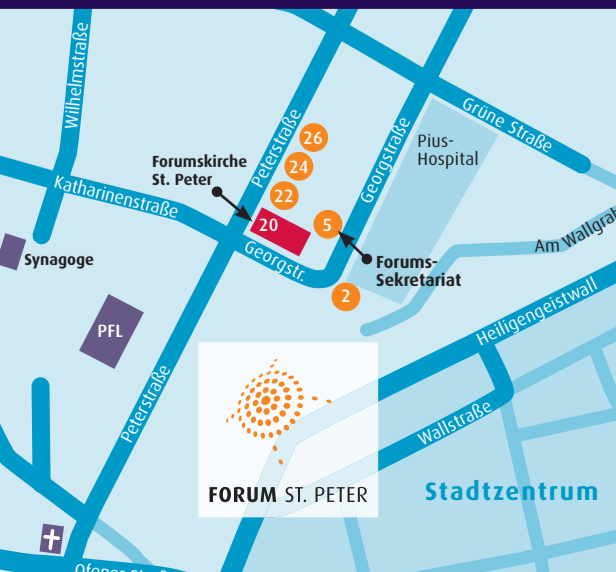 Wilhelmstraße
Peterstraße
Grüne Straße
26
Pius-
Hospital
Georgstraße
Forumskirche
St. Peter
24
22
Katharinenstraße
20
5
Georgstr.
Am Wallgrab
Synagoge
Forums-
Sekretariat
2
PFL
Heiligengeistwall
Peterstraße
Wallstraße
FORUM ST. PETER
Stadtzentrum